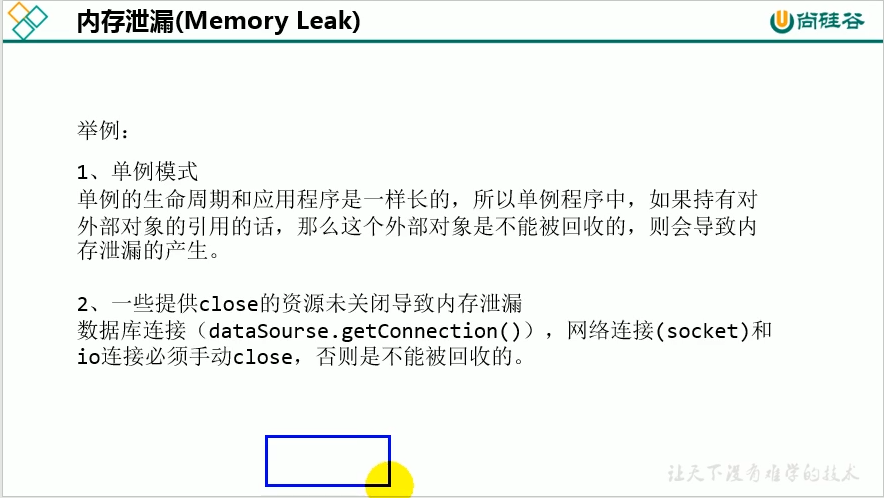 内存泄漏(Memory Leak)
尚硅谷
举例：
1、单例模式
单例的生命周期和应用程序是一样长的，所以单例程序中，如果持有对
外部对象的引用的话，那么这个外部对象是不能被回收的，则会导致内
存泄漏的产生。
2、一些提供close的资源未关闭导致内存泄漏
数据库连接（dataSourse.getConnection()），网络连接(socket)和
io连接必须手动close，否则是不能被回收的。
让天下没有难学的技术